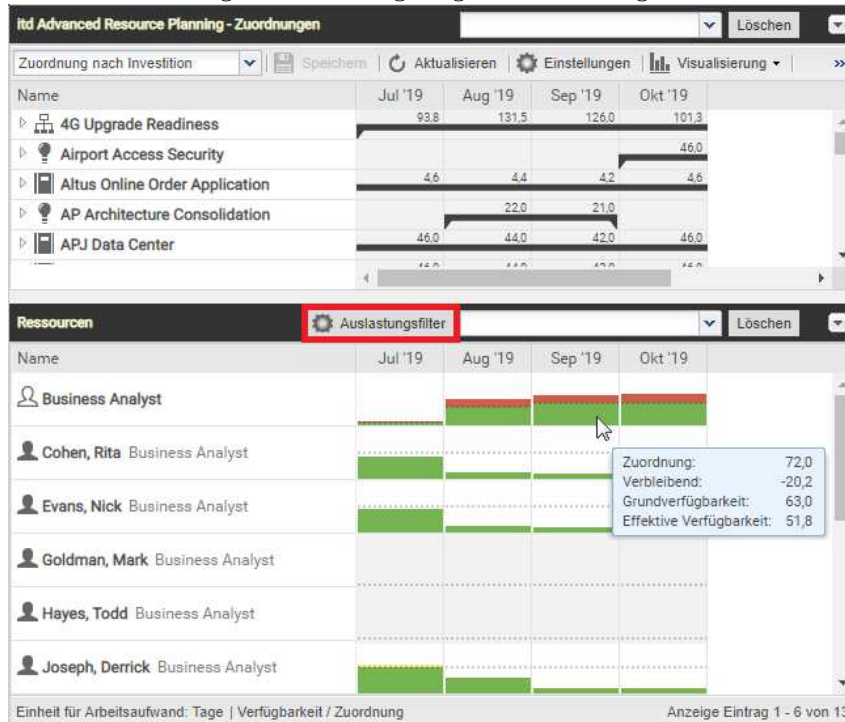 itd Advanced Resource Planning - Zuordnungen Löschen
Zuordnung nach Investition Speichern Aktualisieren Einstellungen Visualisierung »
Name Jul '19 Aug '19 Sep '19 Okt '19
4G Upgrade Readiness 93,8 131,5 126,0 101,3
Airport Access Security 46,0
Altus Online Order Application 4,6 4,4 4,2 4,6
AP Architecture Consolidation 22,0 21,0
APJ Data Center 46,0 44,0 42,0 46,0
Ressourcen Auslastungsfilter Löschen
Name Jul '19 Aug '19 Sep '19 Okt '19
Business Analyst
Cohen, Rita Business Analyst
Zuordnung: 72,0
Verbleibend: -20,2
Grundverfügbarkeit: 63,0
Effektive Verfügbarkeit: 51,8
Evans, Nick Business Analyst
Goldman, Mark Business Analyst
Hayes, Todd Business Analyst
Joseph, Derrick Business Analyst
Einheit für Arbeitsaufwand: Tage | Verfügbarkeit / Zuordnung Anzeige Eintrag 1 - 6 von 13